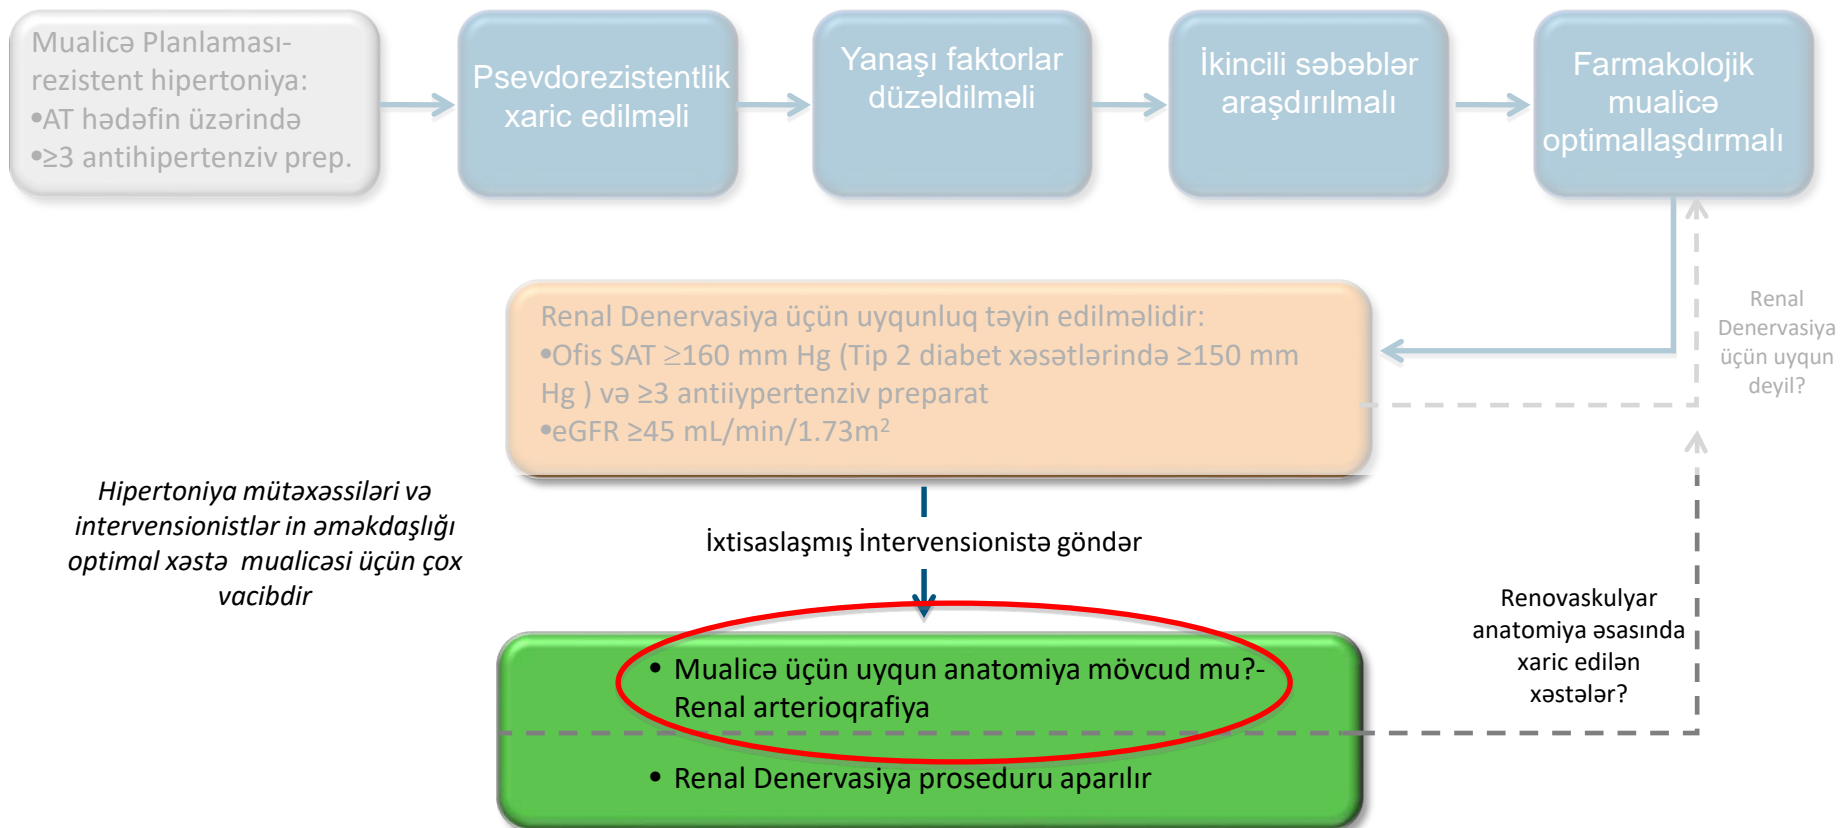 Mualicə Planlaması-
rezistent hipertoniya:
•AT hədəfin üzərində
•≥3 antihipertenziv prep.
Psevdorezistentlik
xaric edilməli
Yanaşı faktorlar
düzəldilməli
İkincili səbəblər
araşdırılmalı
Farmakolojik
mualicə
optimallaşdırmalı
Renal Denervasiya üçün uyqunluq təyin edilməlidir:
•Ofis SAT ≥160 mm Hg (Tip 2 diabet xəsətlərində ≥150 mm
Hg ) və ≥3 antiiypertenziv preparat
•eGFR ≥45 mL/min/1.73m²
Renal
Denervasiya
üçün uyqun
deyil?
Hipertoniya mütəxəssiləri və
intervensionistlər in əməkdaşlığı
optimal xəstə mualicəsi üçün çox
vacibdir
İxtisaslaşmış İntervensionistə göndər
Renovaskulyar
anatomiya əsasında
xaric edilən
xəstələr?
• Mualicə üçün uyqun anatomiya mövcud mu?-
Renal arterioqrafiya
• Renal Denervasiya proseduru aparılır